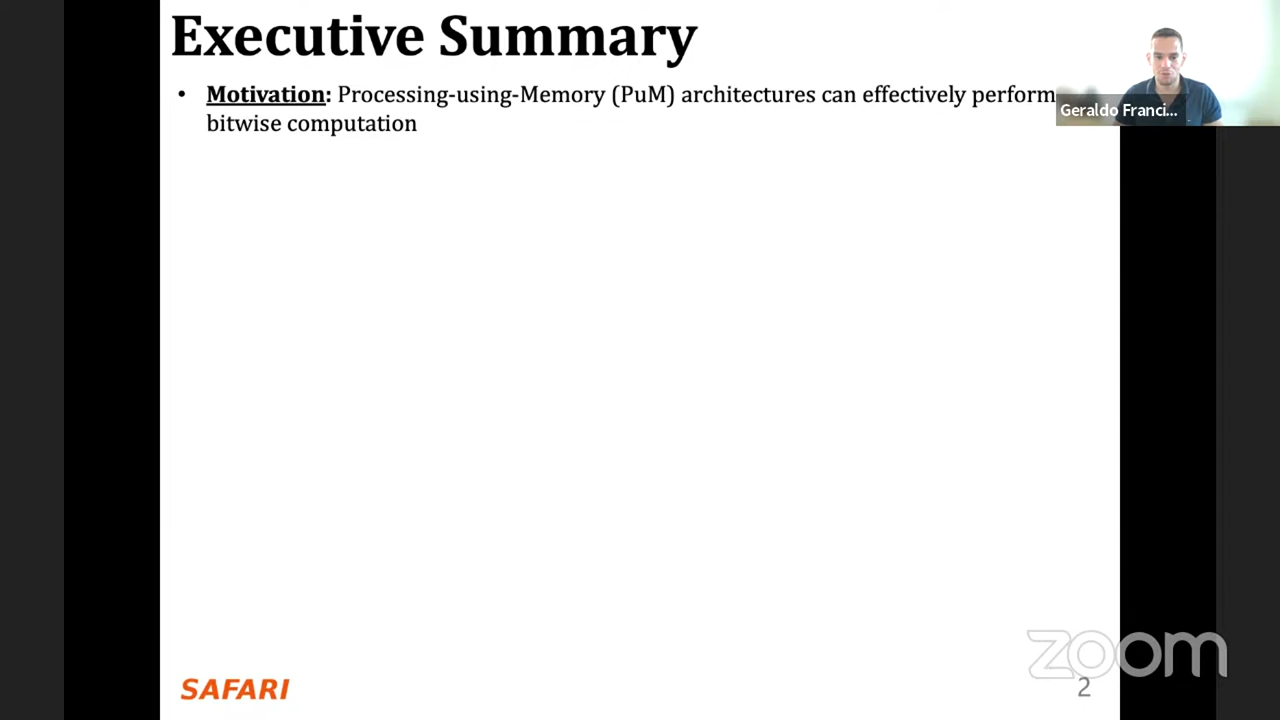 Executive Summary
• Motivation: Processing-using-Memory (PuM) architectures can effectively perform
bitwise computation
Geraldo Franci...
zoom
SAFARI
2